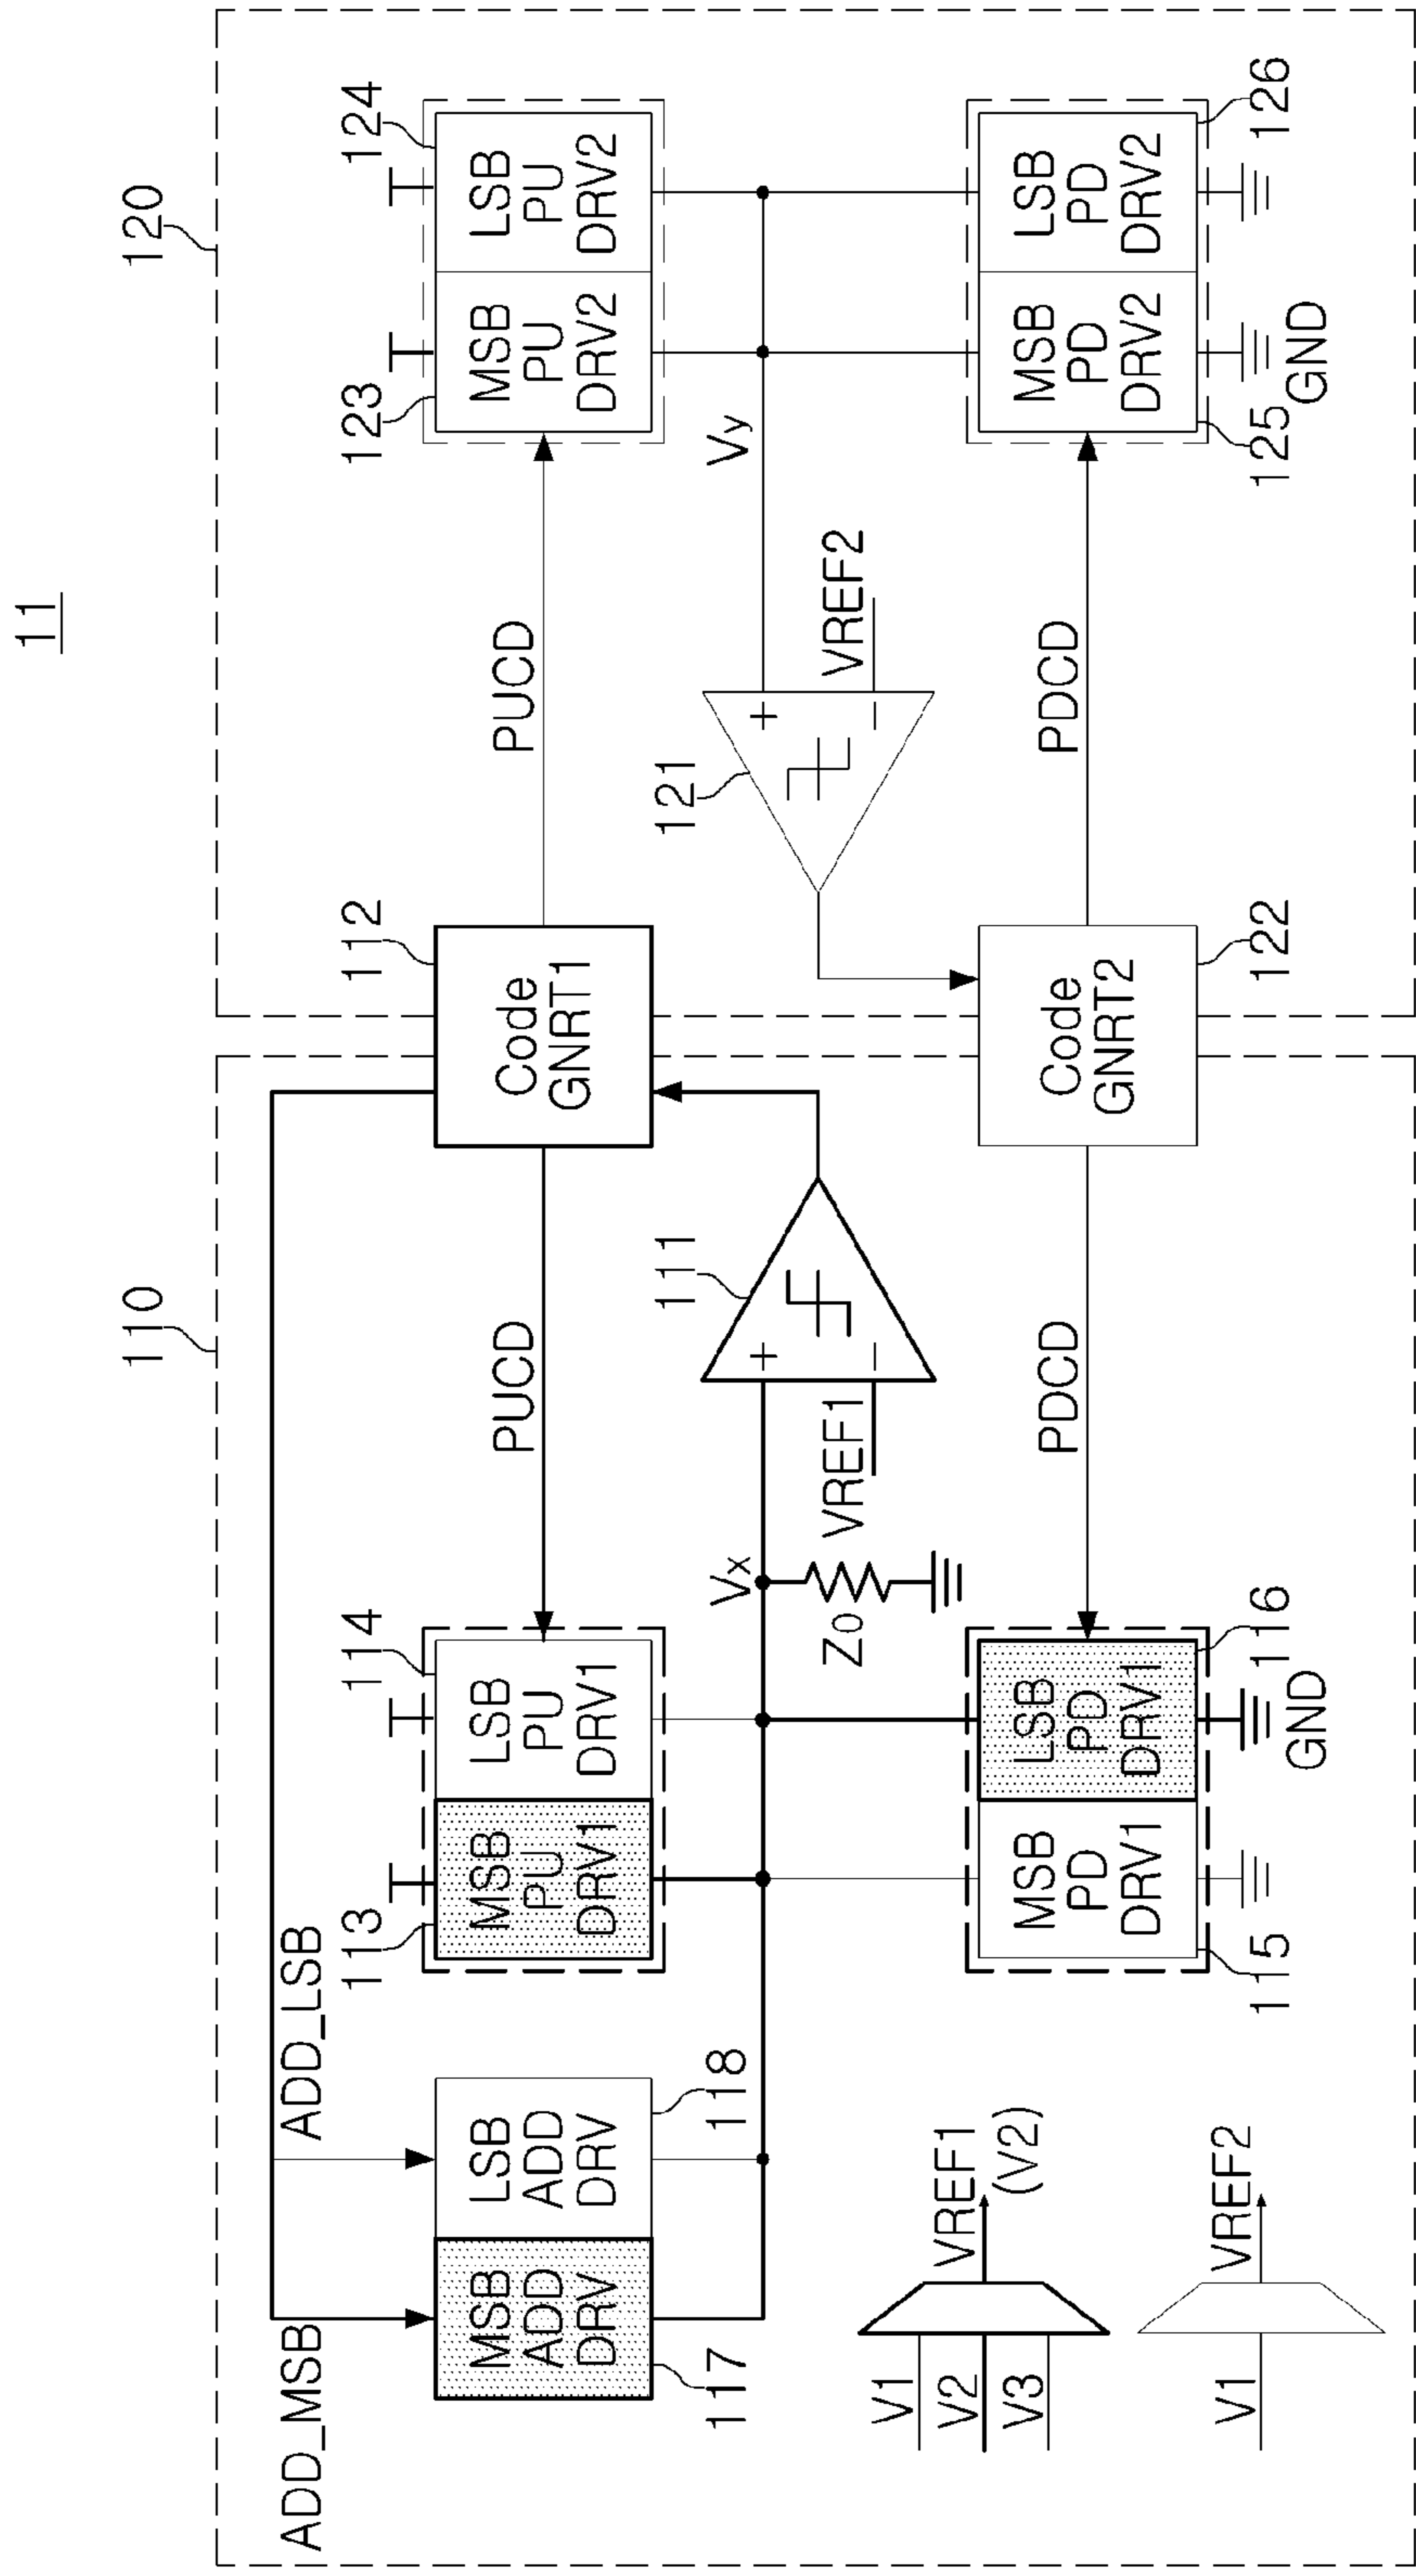 11
110
120
ADD_MSB
ADD_LSB
113
114
112
123
124
MSB
ADD
DRV
LSB
ADD
DRV
117
118
MSB
PU
DRV1
LSB
PU
DRV1
PUCD
Code
GNRT1
PUCD
MSB
PU
DRV2
LSB
PU
DRV2
Vx
111
121
Vy
Z0
VREF1
+
−
+
−
VREF2
V1
V2
V3
VREF1
(V2)
MSB
PD
DRV1
LSB
PD
DRV1
PDCD
Code
GNRT2
PDCD
MSB
PD
DRV2
LSB
PD
DRV2
115
116
122
125
126
GND
GND
V1
VREF2